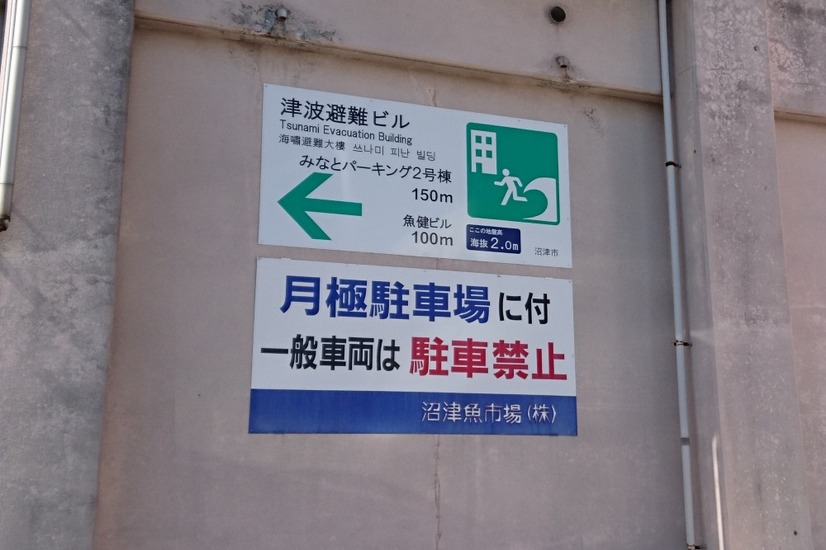 津波避難ビル
Tsunami Evacuation Building
海嘯避難大樓 쓰나미 피난 빌딩
みなとパーキング2号棟
150m
魚健ビル
100m
ここの地盤高
海抜 2.0m
沼津市
月極駐車場に付
一般車両は 駐車禁止
沼津魚市場(株)